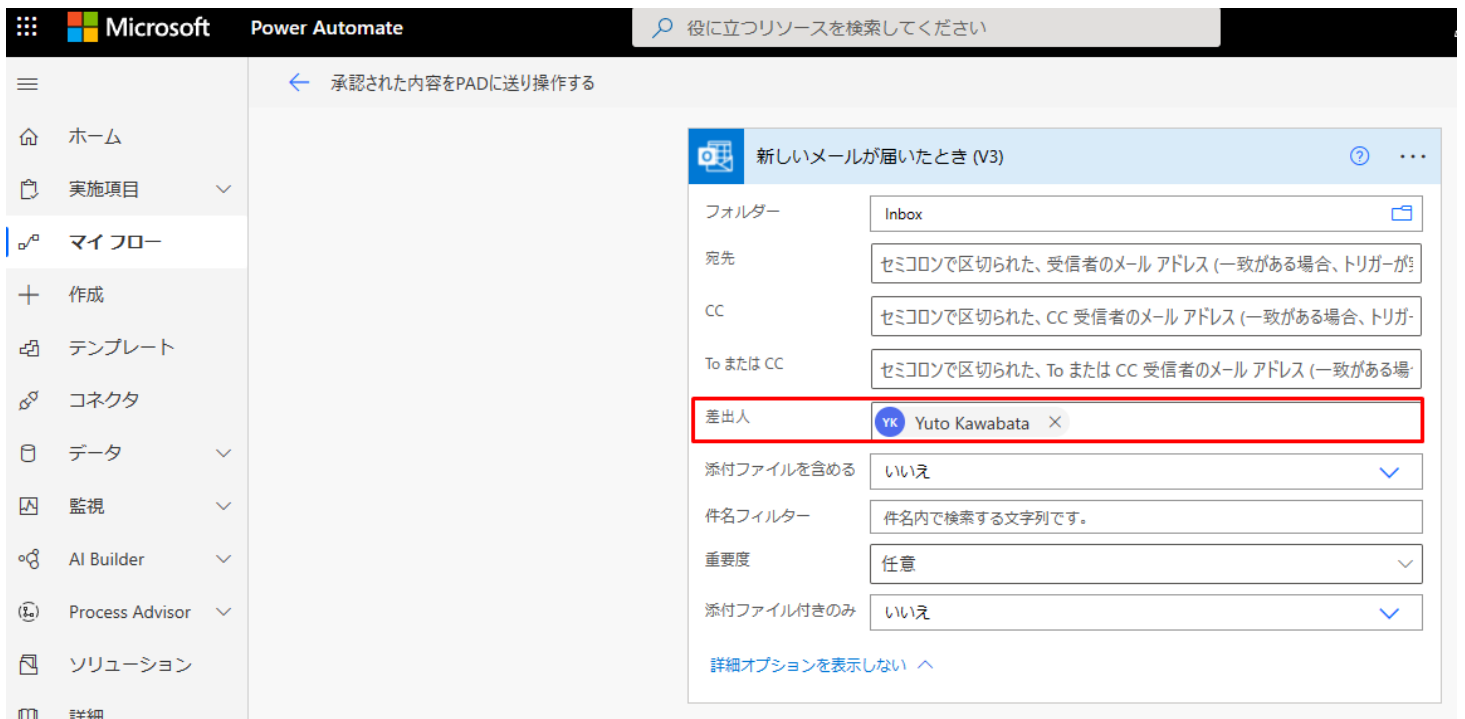 Microsoft Power Automate 役に立つリソースを検索してください
承認された内容をPADに送り操作する
ホーム
実施項目
マイ フロー
作成
テンプレート
コネクタ
データ
監視
AI Builder
Process Advisor
ソリューション
詳細
新しいメールが届いたとき (V3)
フォルダー Inbox
宛先 セミコロンで区切られた、受信者のメール アドレス (一致がある場合、トリガーが
CC セミコロンで区切られた、CC 受信者のメール アドレス (一致がある場合、トリガ
To または CC セミコロンで区切られた、To または CC 受信者のメール アドレス (一致がある場
差出人 YK Yuto Kawabata
添付ファイルを含める いいえ
件名フィルター 件名内で検索する文字列です。
重要度 任意
添付ファイル付きのみ いいえ
詳細オプションを表示しない